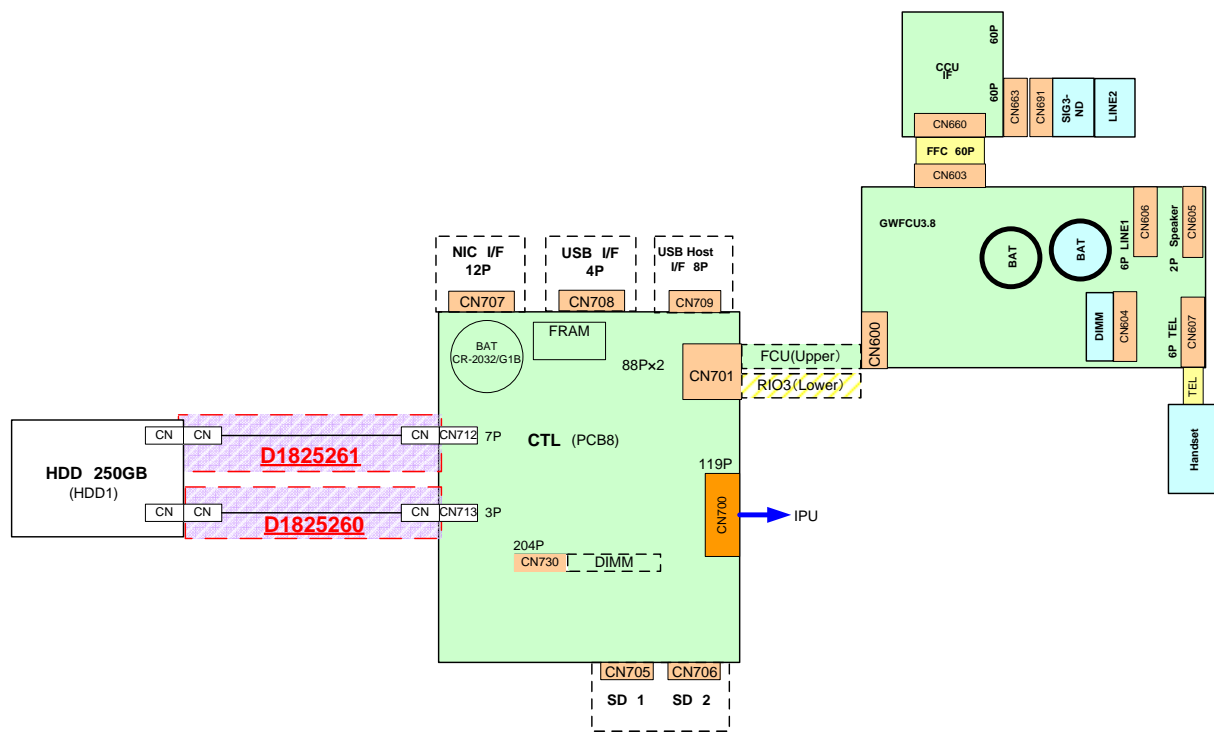 60P
CCU
IF
60P
CN663
CN691
SIG3-
ND
LINE2
CN660
FFC 60P
CN603
GWFCU3.8
BAT
BAT
6P LINE1
CN606
2P Speaker
CN605
DIMM
CN604
6P TEL
CN607
CN600
TEL
Handset
NIC I/F
12P
USB I/F
4P
USB Host
I/F 8P
CN707
CN708
CN709
BAT
CR-2032/G1B
FRAM
88P×2
CN701
FCU(Upper)
RIO3(Lower)
HDD 250GB
(HDD1)
CN
CN
CN
CN712
7P
D1825261
CN
CN
CN
CN713
3P
D1825260
CTL (PCB8)
119P
CN700
IPU
204P
CN730
DIMM
CN705
CN706
SD 1
SD 2